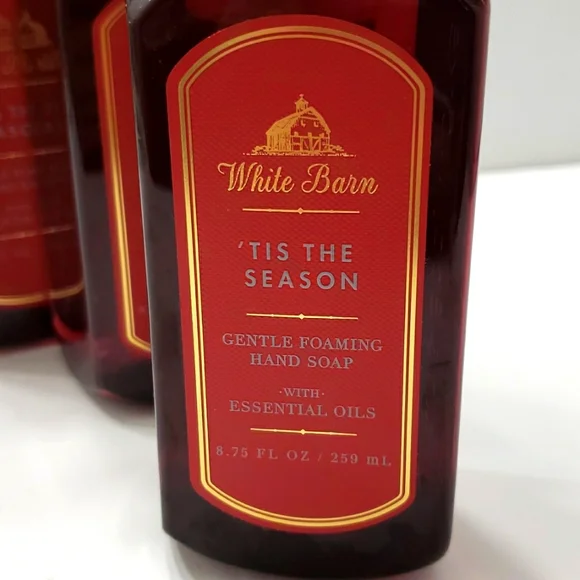 White Barn
'TIS THE
SEASON
GENTLE FOAMING
HAND SOAP
·WITH·
ESSENTIAL OILS
8.75 FL OZ / 259 mL